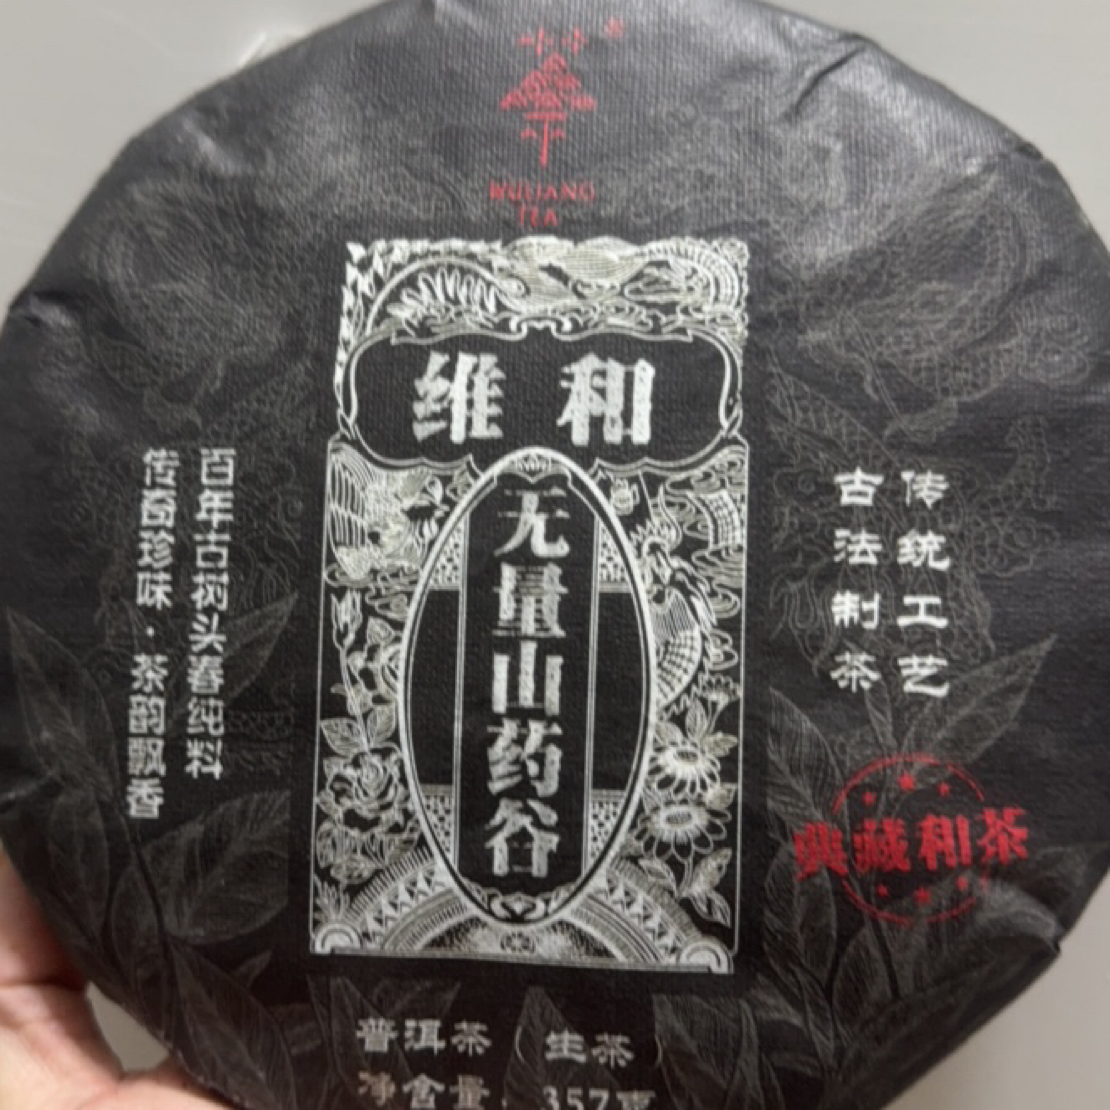 ®
WULIANG
TEA
维和
无量山药谷
传统工艺
古法制茶
百年古树头春纯料
传奇珍味·茶韵飘香
典藏和茶
普洱茶 生茶
净含量：357克